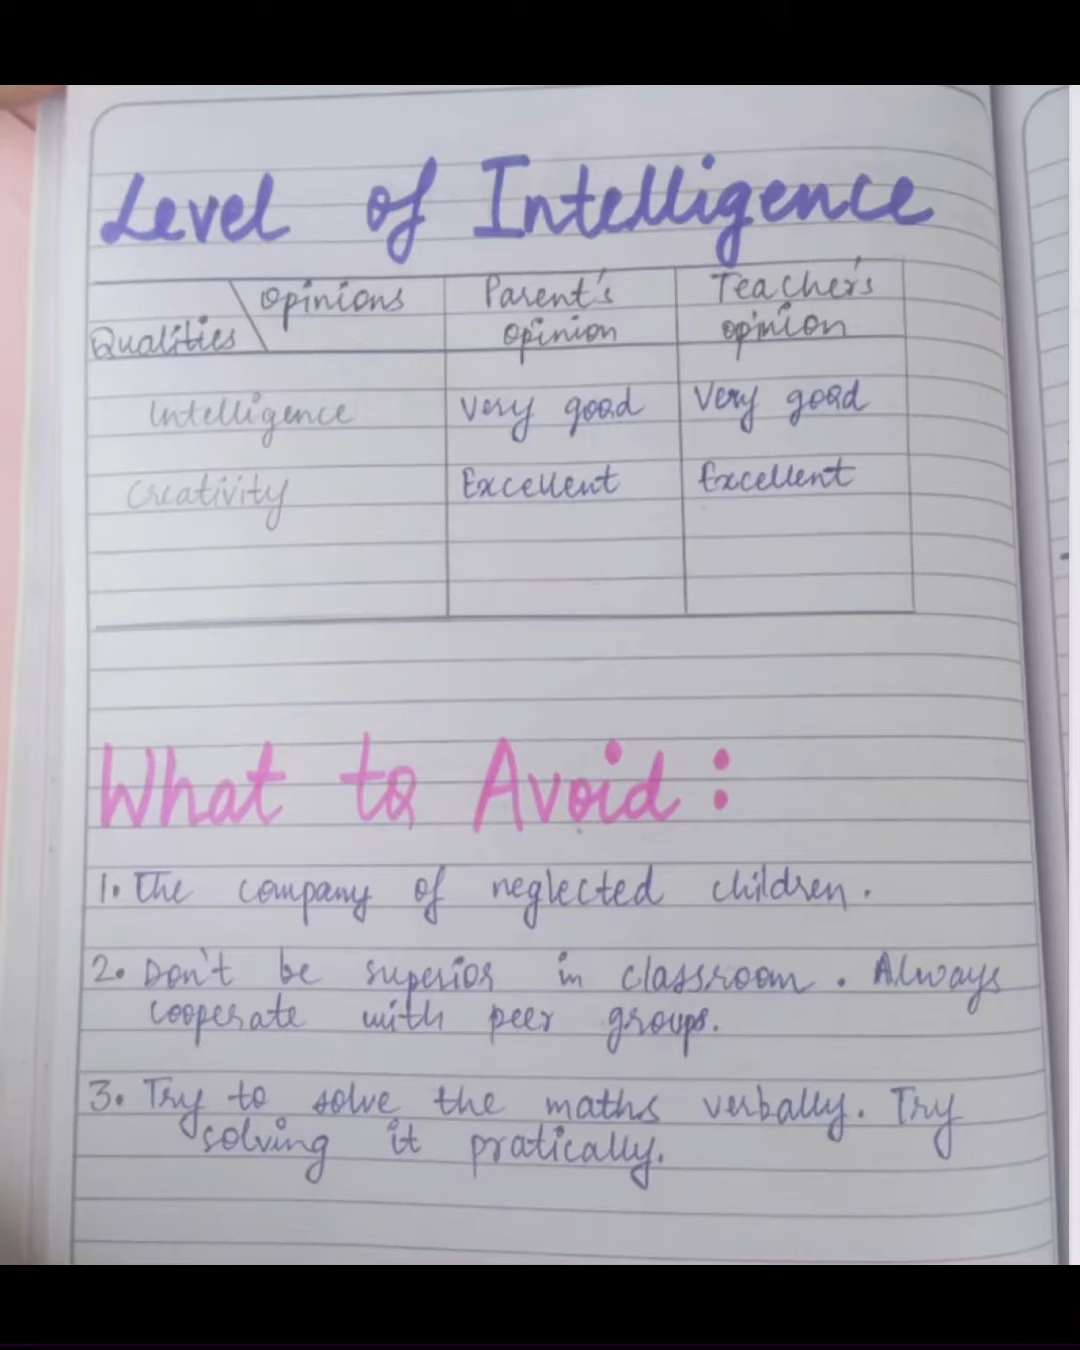 Level of Intelligence
Opinions Parent's Teacher's
Qualities opinion opinion
Intelligence Very good Very good
Creativity Excellent Excellent
What to Avoid :
1. The company of neglected children.
2. Don't be superior in classroom. Always
cooperate with peer groups.
3. Try to solve the maths verbally. Try
solving it pratically.